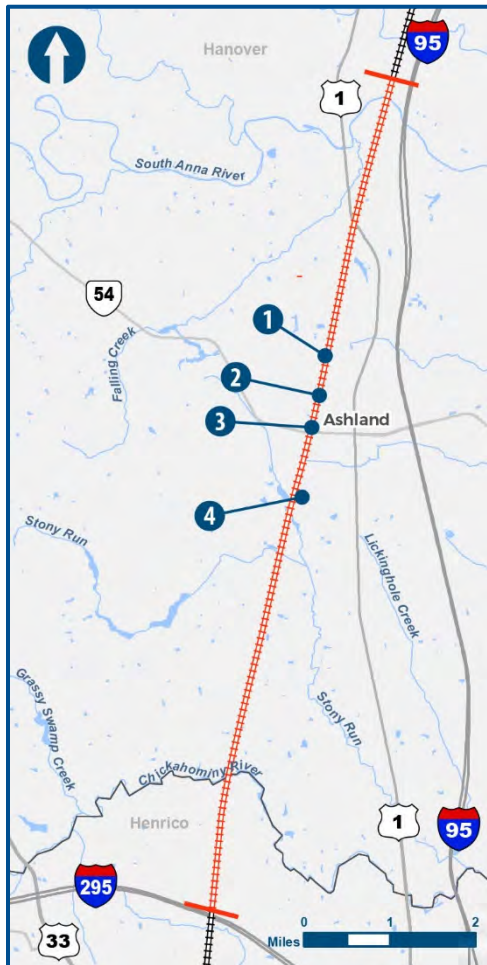 Hanover
95
1
South Anna River
54
1
Falling Creek
2
3
Ashland
4
Stony Run
Lickinghole Creek
Grassy Swamp Creek
Stony Run
Chickahominy River
Henrico
1
95
295
33
0 1 2
Miles